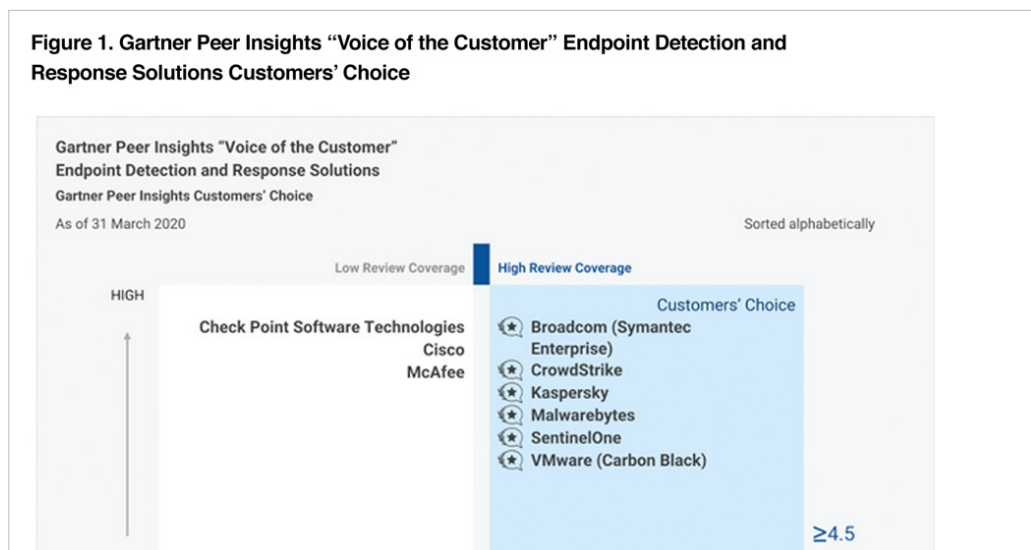 Figure 1. Gartner Peer Insights “Voice of the Customer” Endpoint Detection and
Response Solutions Customers’ Choice
Gartner Peer Insights “Voice of the Customer”
Endpoint Detection and Response Solutions
Gartner Peer Insights Customers’ Choice
As of 31 March 2020
Sorted alphabetically
Low Review Coverage
High Review Coverage
HIGH
Customers’ Choice
Check Point Software Technologies
Cisco
McAfee
Broadcom (Symantec
Enterprise)
CrowdStrike
Kaspersky
Malwarebytes
SentinelOne
VMware (Carbon Black)
≥4.5